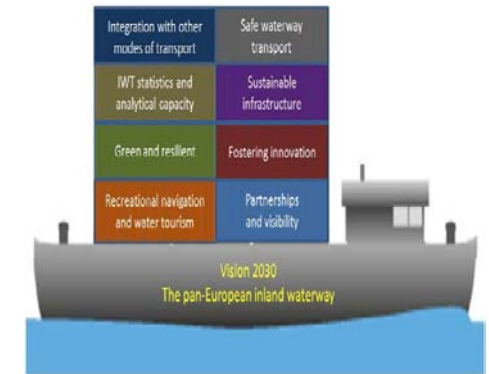 Integration with other
modes of transport
Safe waterway
transport
IWT statistics and
analytical capacity
Sustainable
infrastructure
Green and resilient
Fostering innovation
Recreational navigation
and water tourism
Partnerships
and visibility
Vision 2030
The pan-European inland waterway